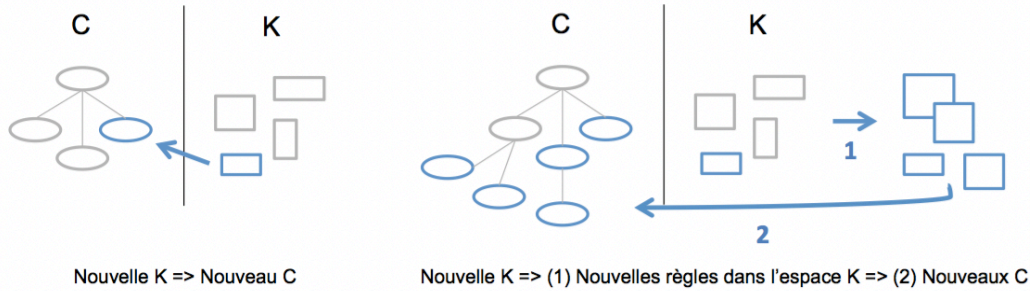 C K
C K
1
2
Nouvelle K => Nouveau C
Nouvelle K => (1) Nouvelles règles dans l'espace K => (2) Nouveaux C